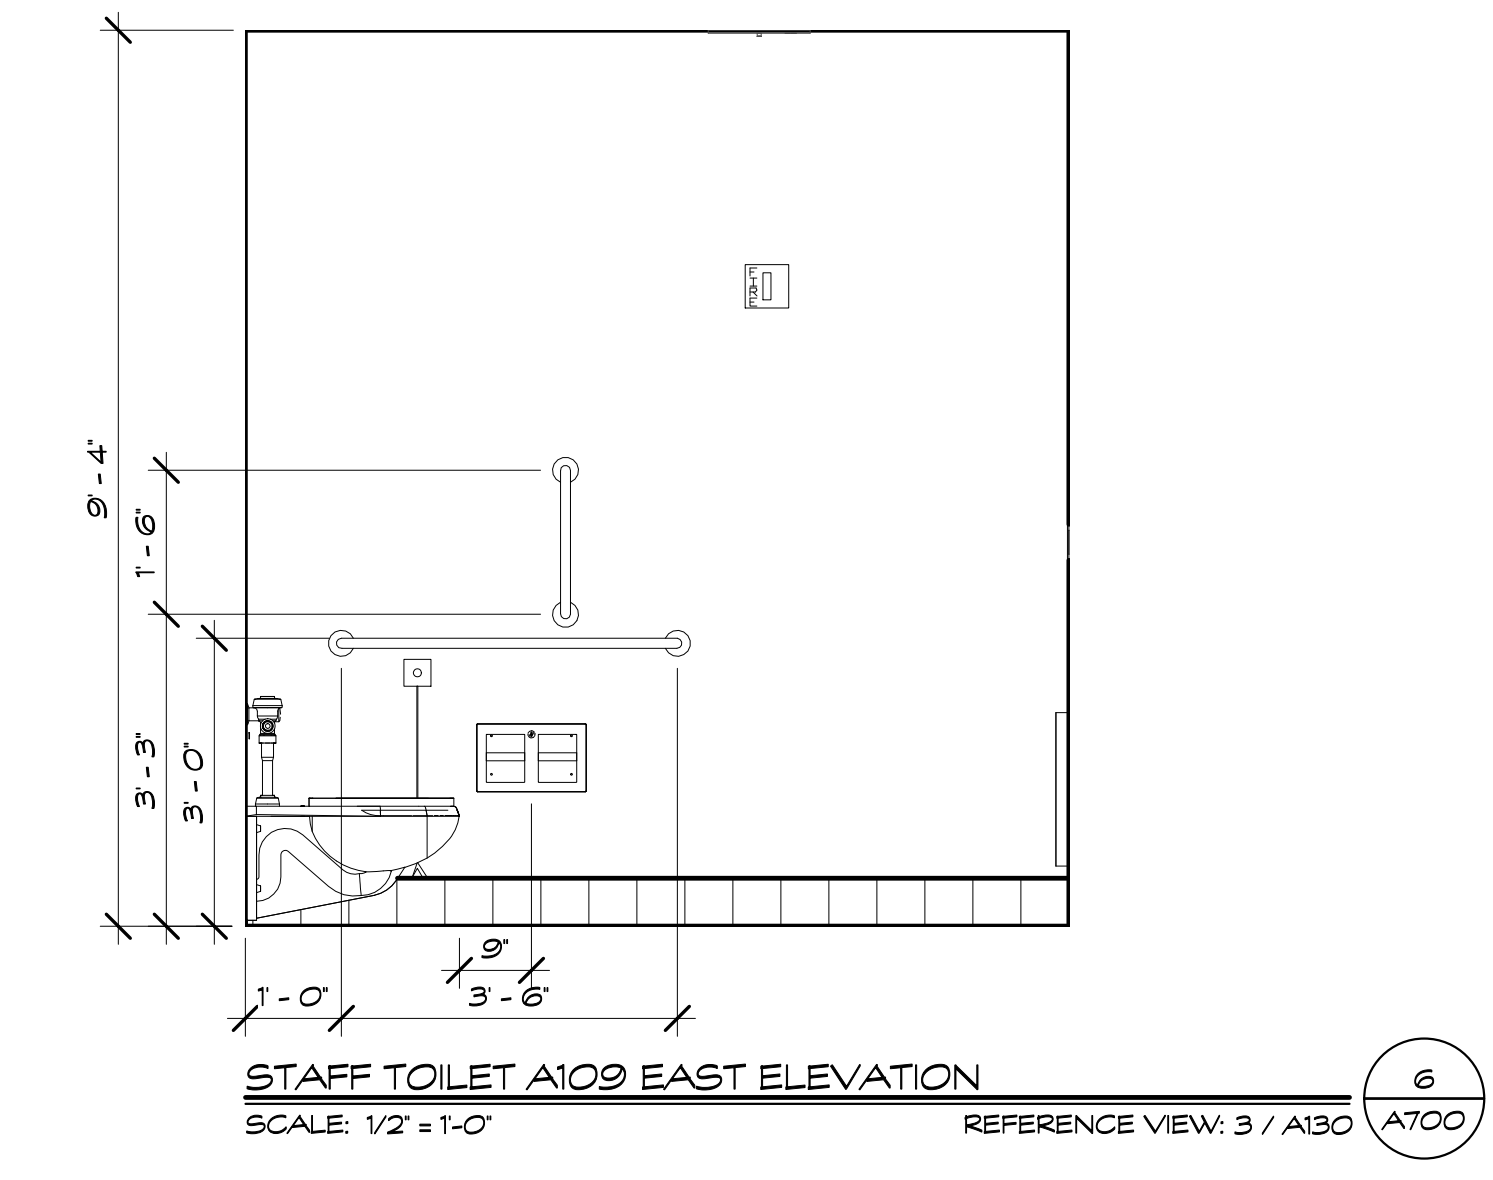 FIRE
9' - 4"
1' - 6"
3' - 3"
3' - 0"
9"
1' - 0"
3' - 6"
STAFF TOILET A109 EAST ELEVATION
SCALE: 1/2" = 1'-0"
REFERENCE VIEW: 3 / A130
6
A700